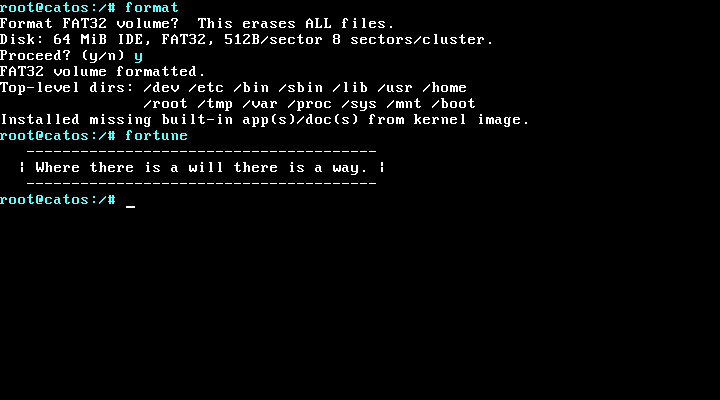 root@catos:/# format
Format FAT32 volume?  This erases ALL files.
Disk: 64 MiB IDE, FAT32, 512B/sector 8 sectors/cluster.
Proceed? (y/n) y
FAT32 volume formatted.
Top-level dirs: /dev /etc /bin /sbin /lib /usr /home
                /root /tmp /var /proc /sys /mnt /boot
Installed missing built-in app(s)/doc(s) from kernel image.
root@catos:/# fortune
   ---------------------------------------
  | Where there is a will there is a way. |
   ---------------------------------------
root@catos:/# _